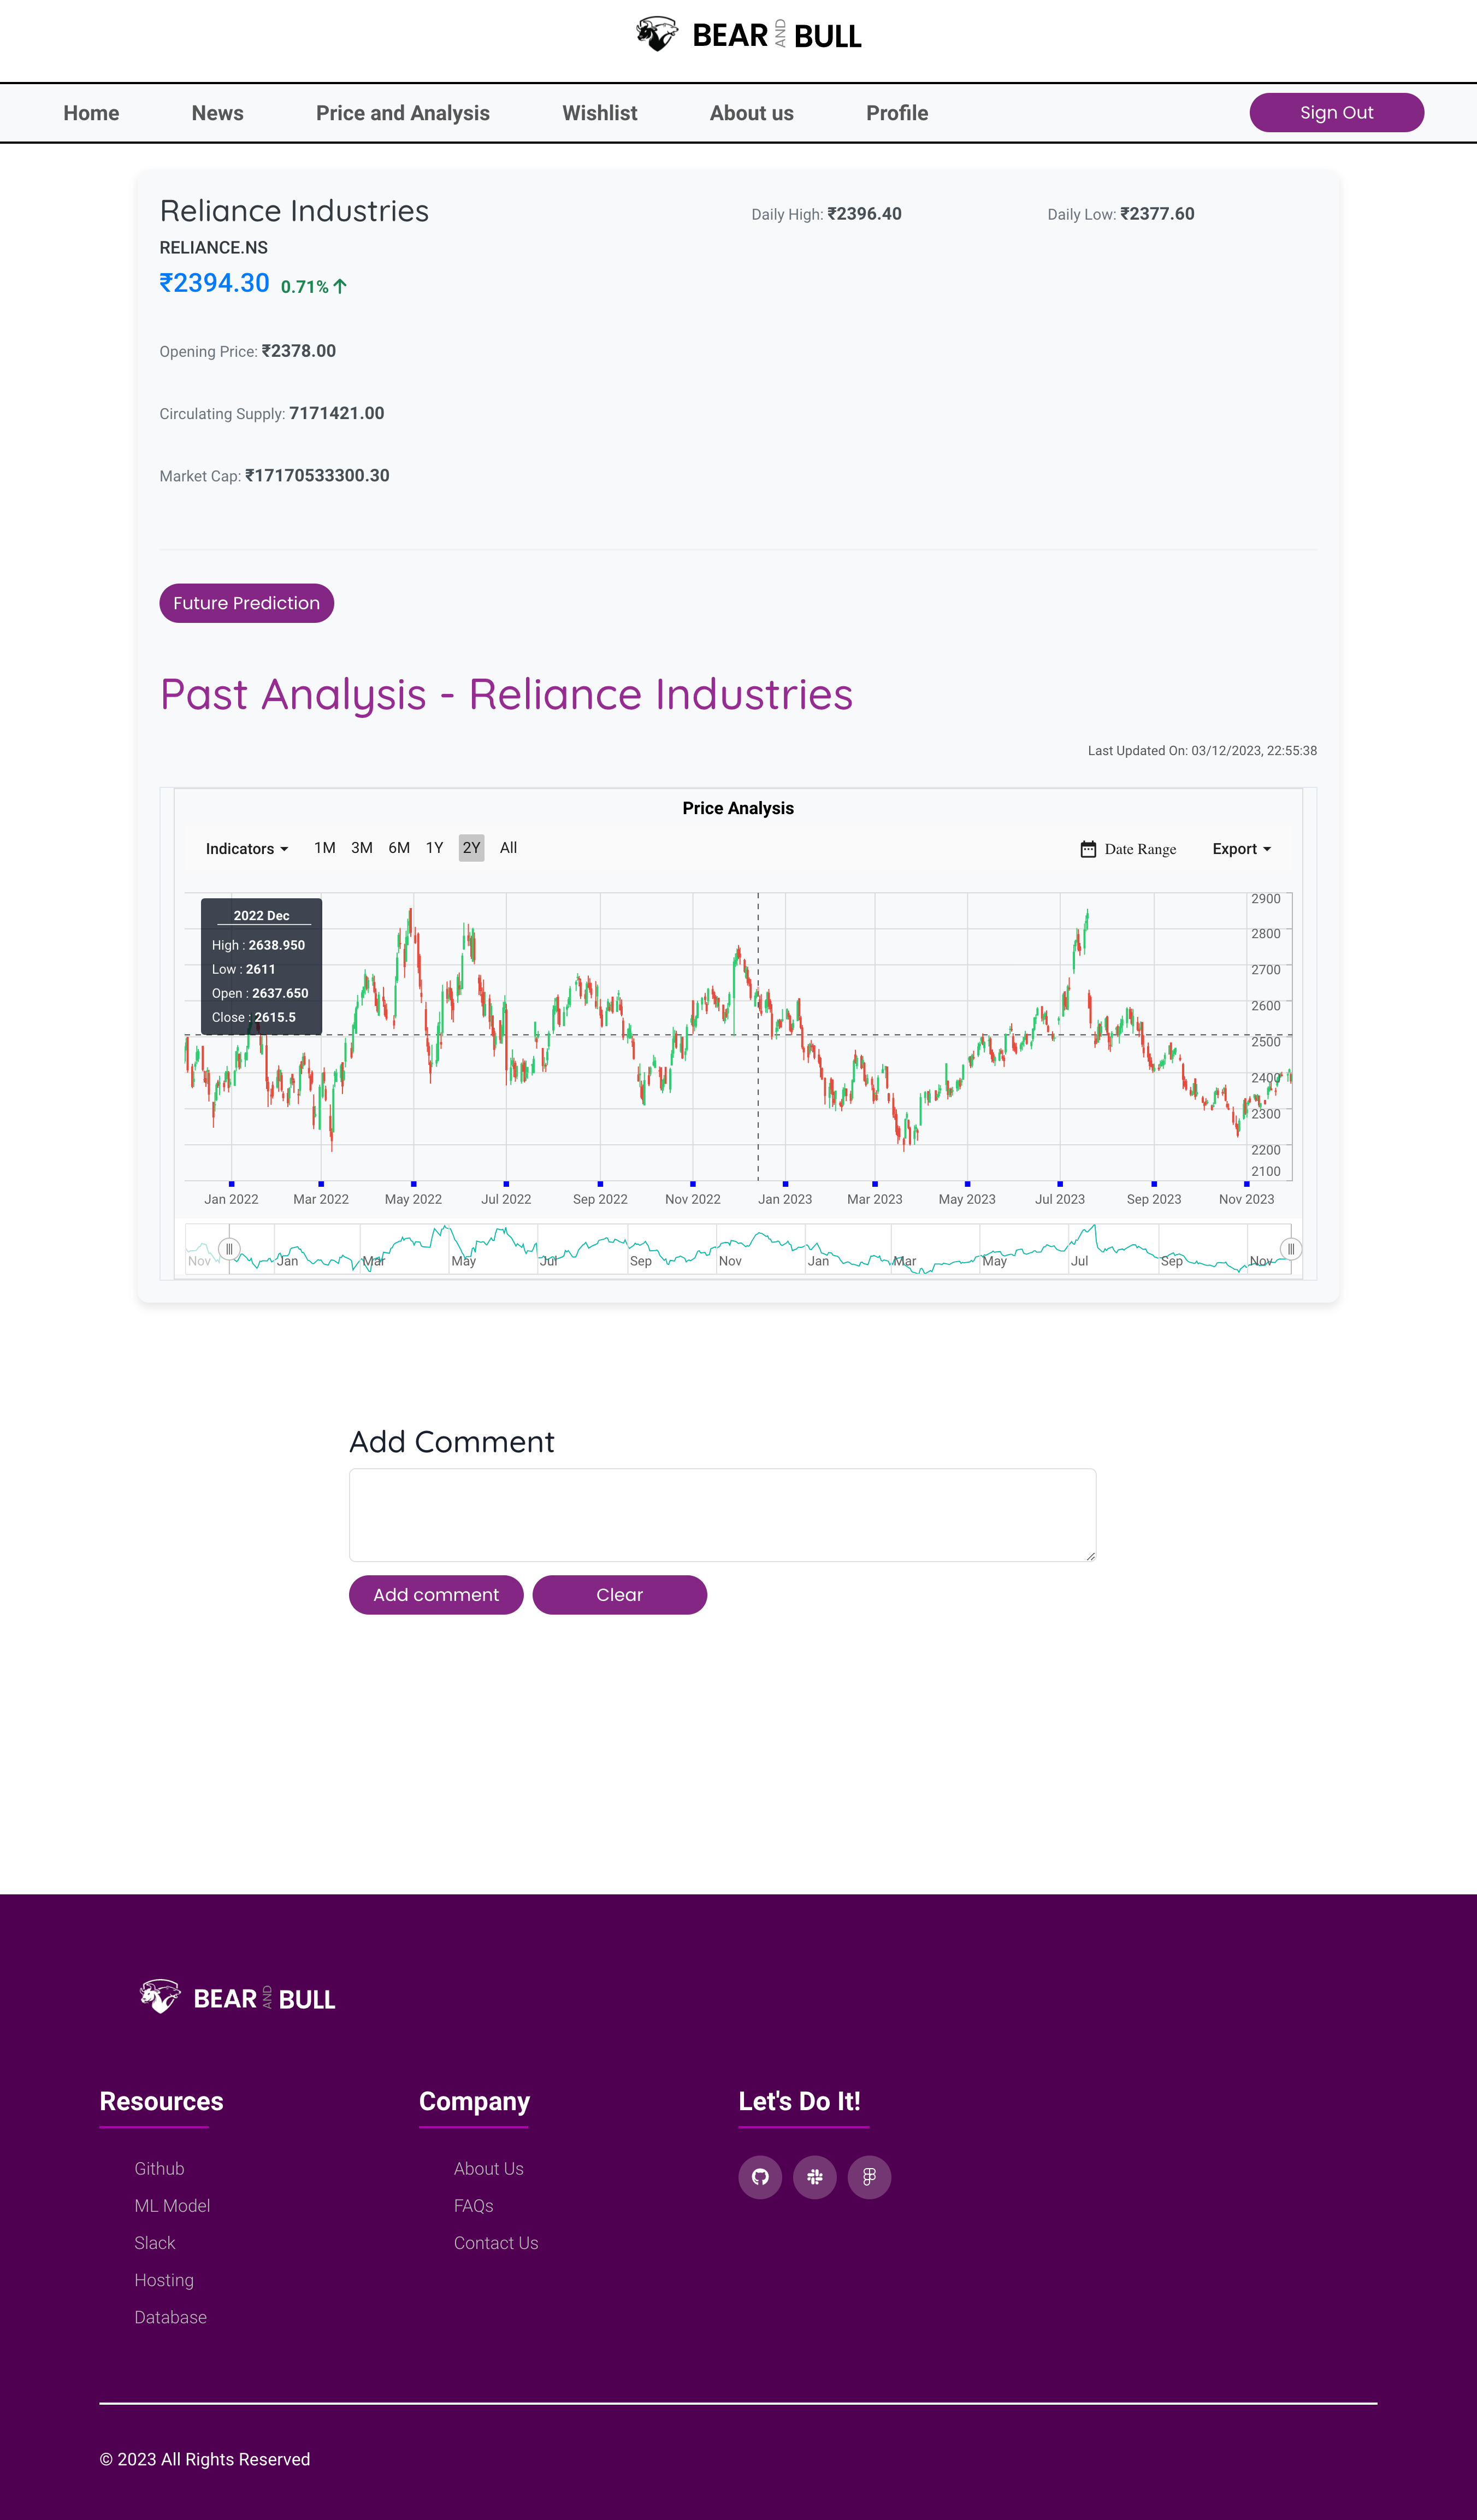 BEAR AND BULL
Home News Price and Analysis Wishlist About us Profile Sign Out
Reliance Industries
Daily High: ₹2396.40 Daily Low: ₹2377.60
RELIANCE.NS
₹2394.30 0.71%
Opening Price: ₹2378.00
Circulating Supply: 7171421.00
Market Cap: ₹17170533300.30
Future Prediction
Past Analysis - Reliance Industries
Last Updated On: 03/12/2023, 22:55:38
Price Analysis
Indicators 1M 3M 6M 1Y 2Y All Date Range Export
2022 Dec
High : 2638.950
Low : 2611
Open : 2637.650
Close : 2615.5
2900
2800
2700
2600
2500
2400
2300
2200
2100
Jan 2022 Mar 2022 May 2022 Jul 2022 Sep 2022 Nov 2022 Jan 2023 Mar 2023 May 2023 Jul 2023 Sep 2023 Nov 2023
Nov Jan Mar May Jul Sep Nov Jan Mar May Jul Sep Nov
Add Comment
Add comment Clear
BEAR AND BULL
Resources Company Let's Do It!
Github About Us
ML Model FAQs
Slack Contact Us
Hosting
Database
© 2023 All Rights Reserved